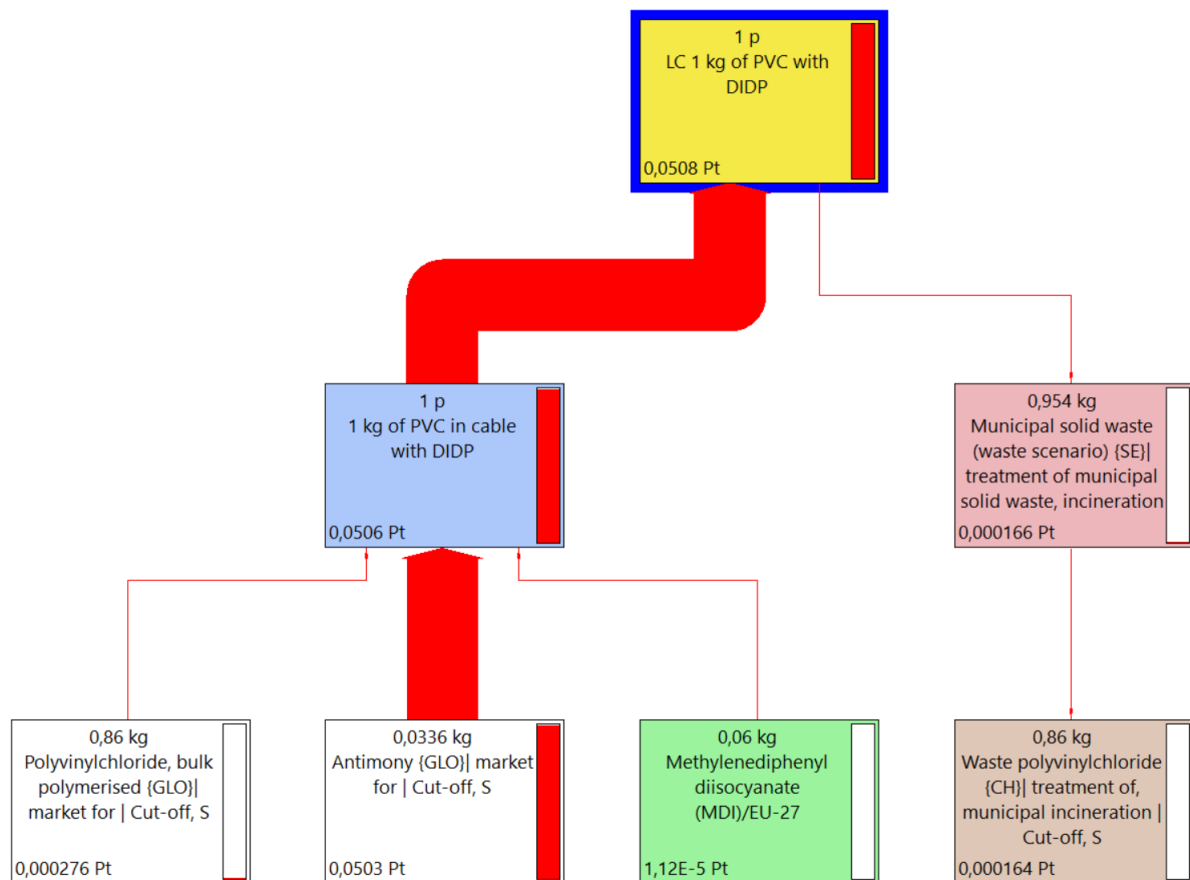 1 p
LC 1 kg of PVC with
DIDP
0,0508 Pt
1 p
1 kg of PVC in cable
with DIDP
0,0506 Pt
0,954 kg
Municipal solid waste
(waste scenario) {SE}|
treatment of municipal
solid waste, incineration
0,000166 Pt
0,86 kg
Polyvinylchloride, bulk
polymerised {GLO}|
market for | Cut-off, S
0,000276 Pt
0,0336 kg
Antimony {GLO}| market
for | Cut-off, S
0,0503 Pt
0,06 kg
Methylenediphenyl
diisocyanate
(MDI)/EU-27
1,12E-5 Pt
0,86 kg
Waste polyvinylchloride
{CH}| treatment of,
municipal incineration |
Cut-off, S
0,000164 Pt